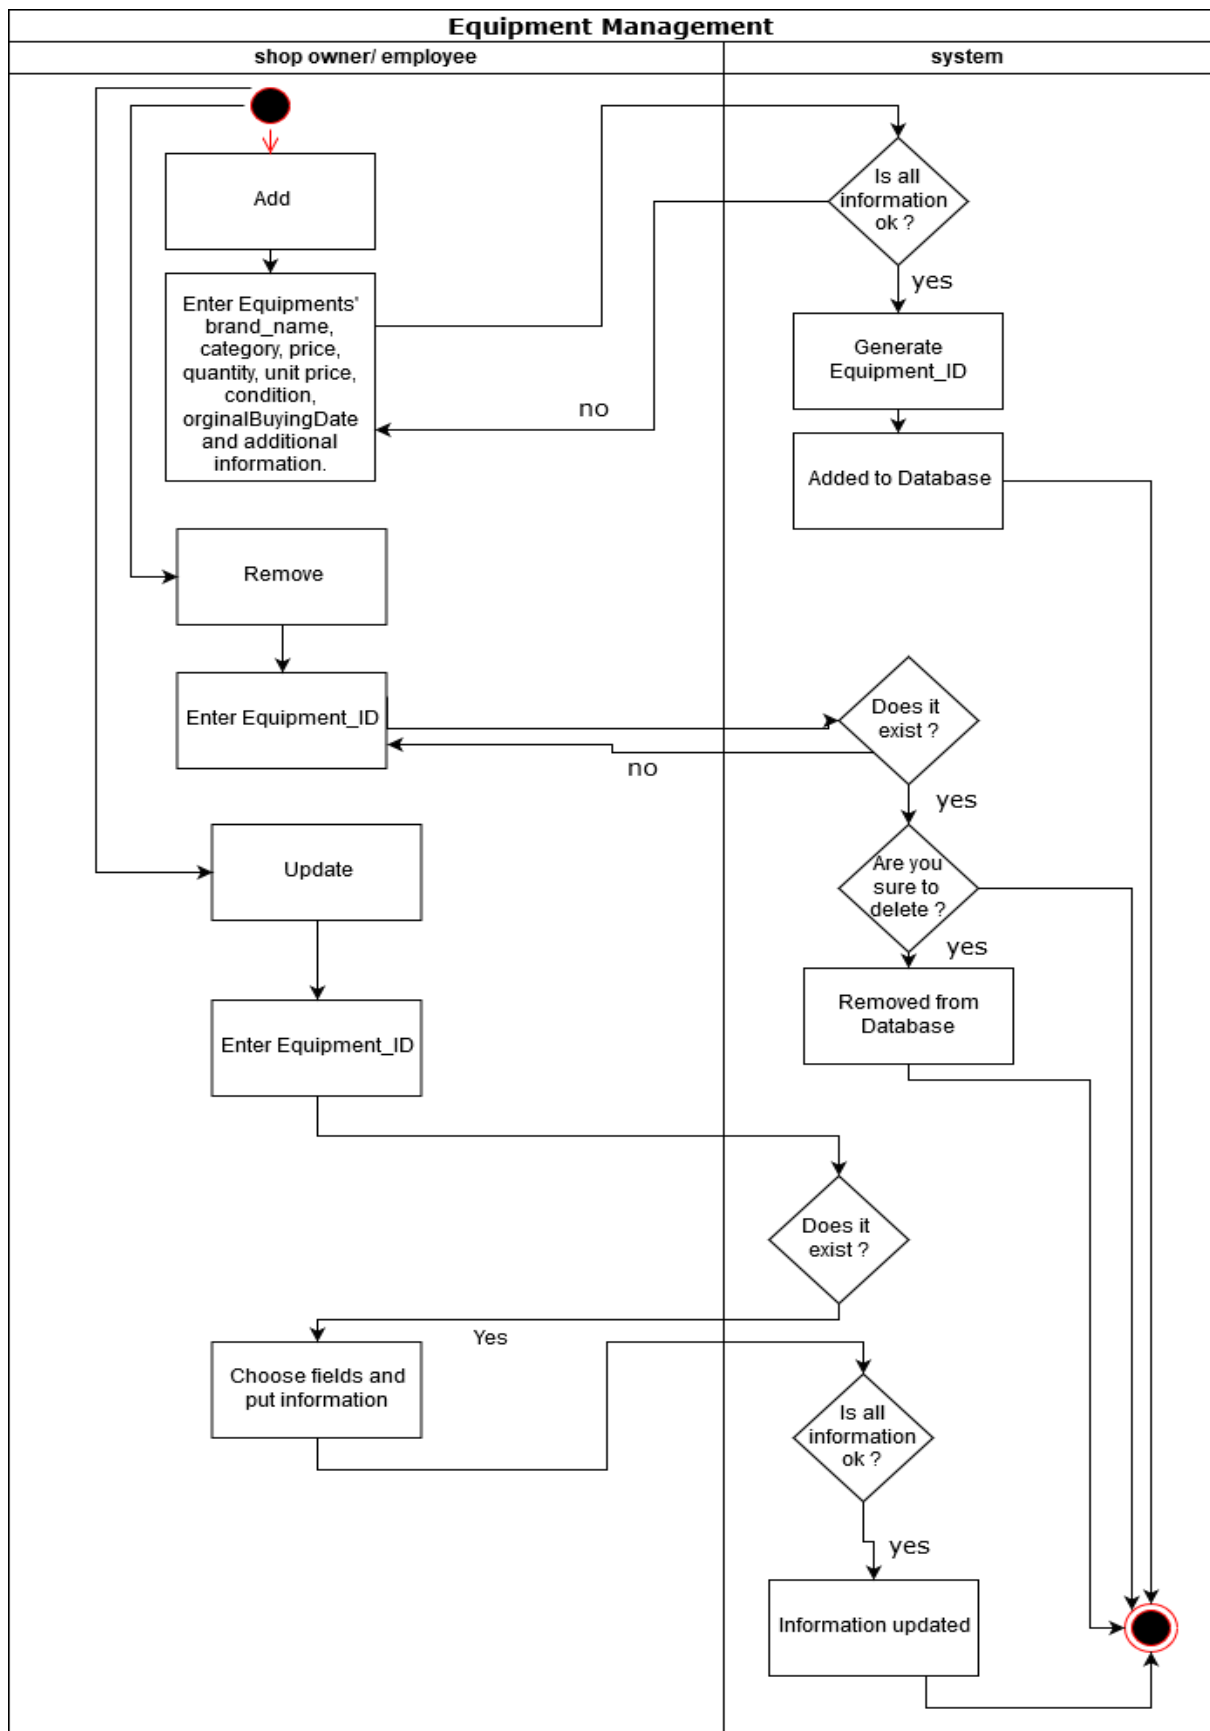 Equipment Management
shop owner/ employee
system
Add
Is all
information
ok ?
yes
Enter Equipments'
brand_name,
category, price,
quantity, unit price,
condition,
orginalBuyingDate
and additional
information.
no
Generate
Equipment_ID
Added to Database
Remove
Enter Equipment_ID
Does it
exist ?
no
yes
Update
Are you
sure to
delete ?
yes
Removed from
Database
Enter Equipment_ID
Does it
exist ?
Yes
Choose fields and
put information
Is all
information
ok ?
yes
Information updated